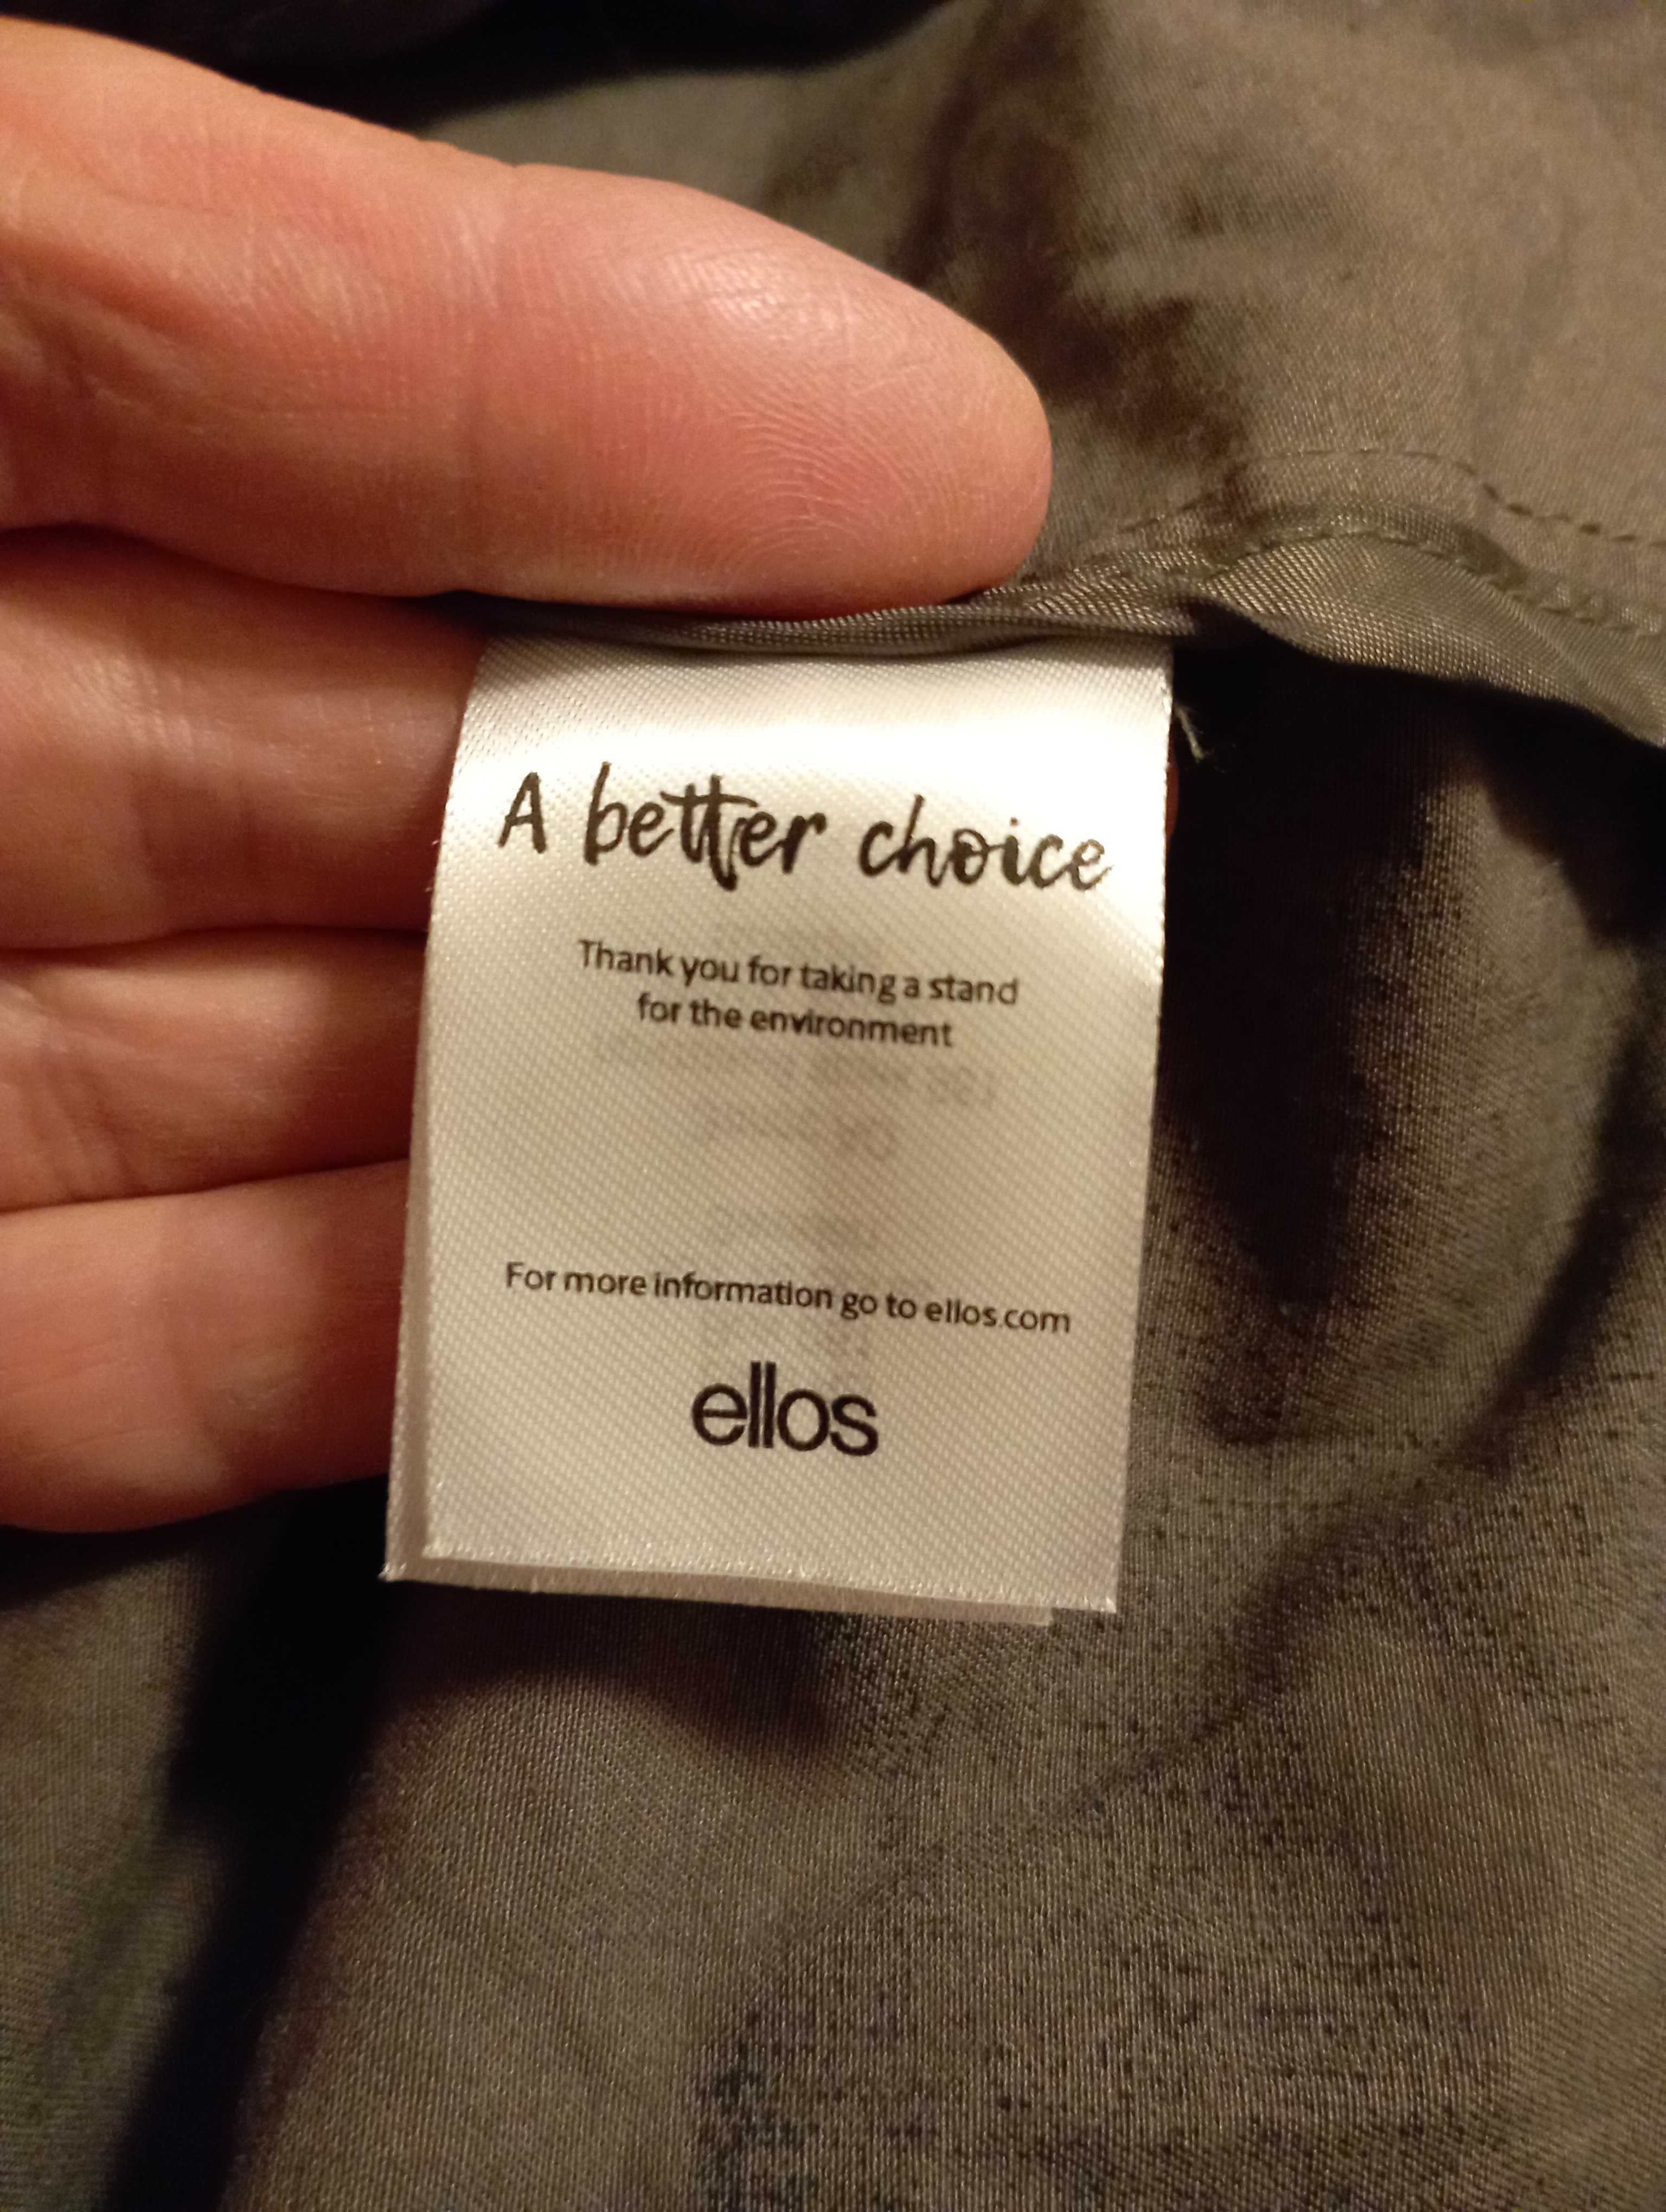 A better choice
Thank you for taking a stand
for the environment
For more information go to ellos.com
ellos